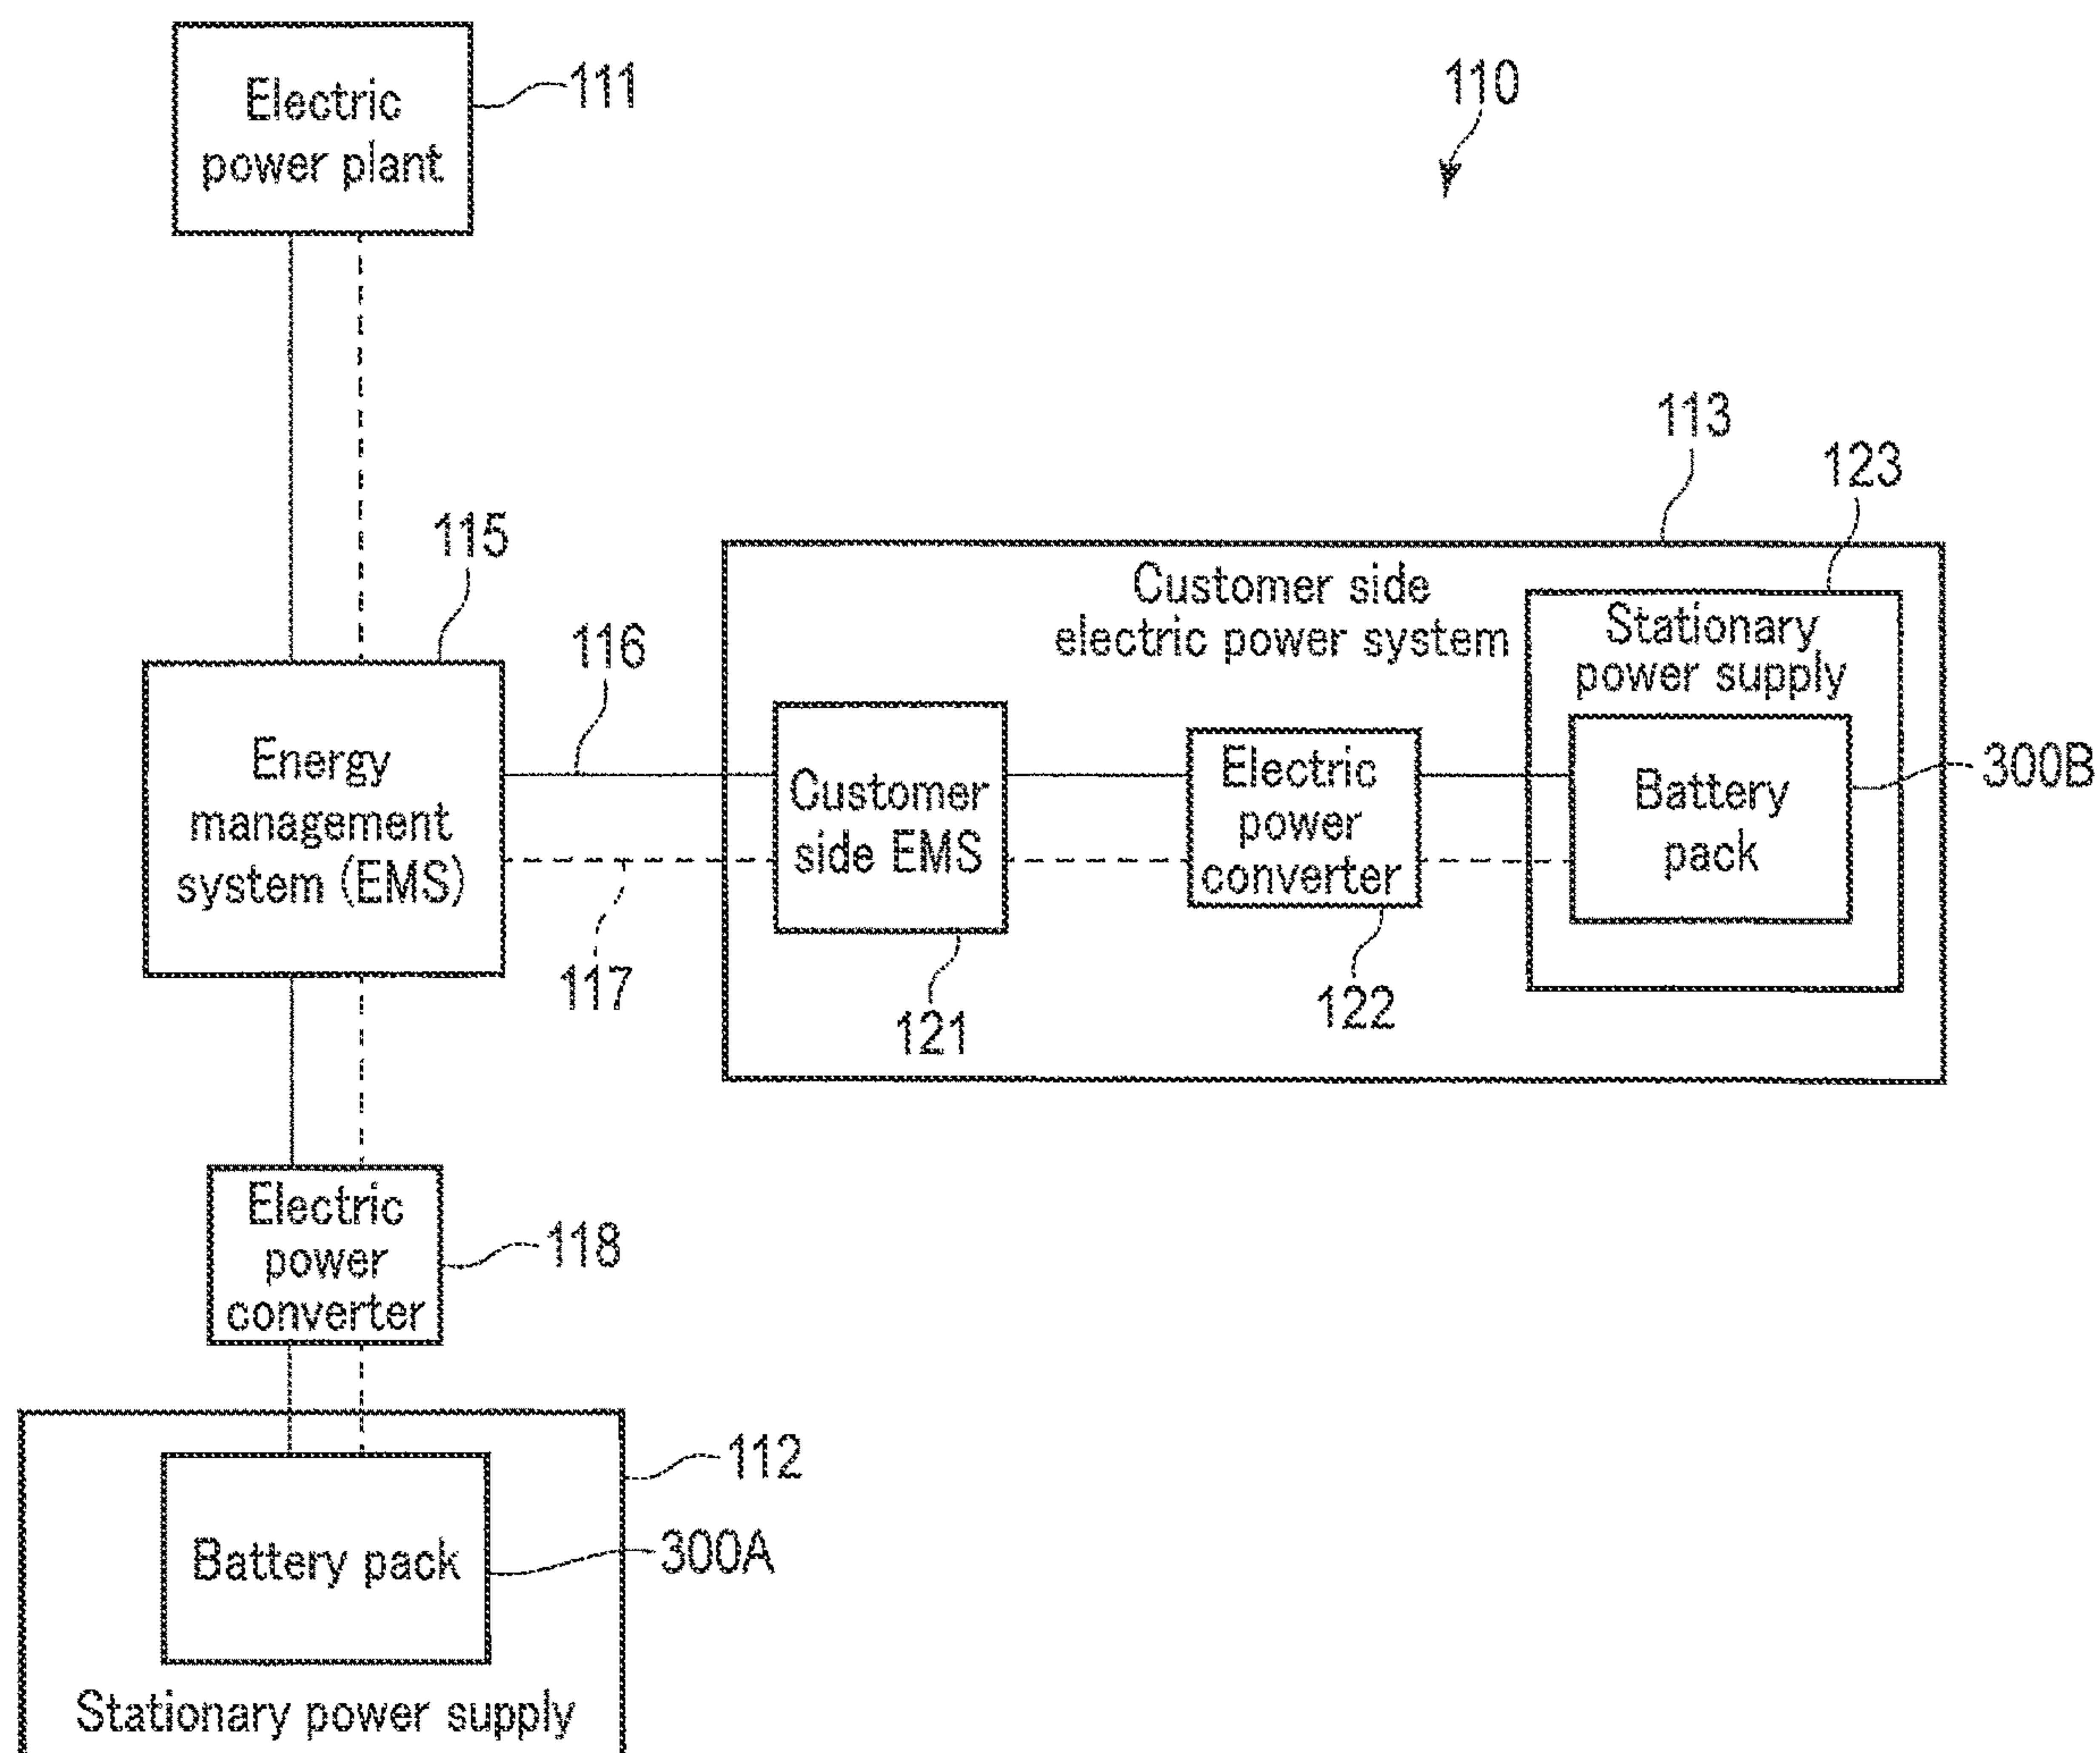 Electric
power plant
111
110
113
123
115
116
Customer side
electric power system
Stationary
power supply
Energy
management
system (EMS)
Customer
side EMS
Electric
power
converter
Battery
pack
300B
117
121
122
Electric
power
converter
118
112
Battery pack
300A
Stationary power supply